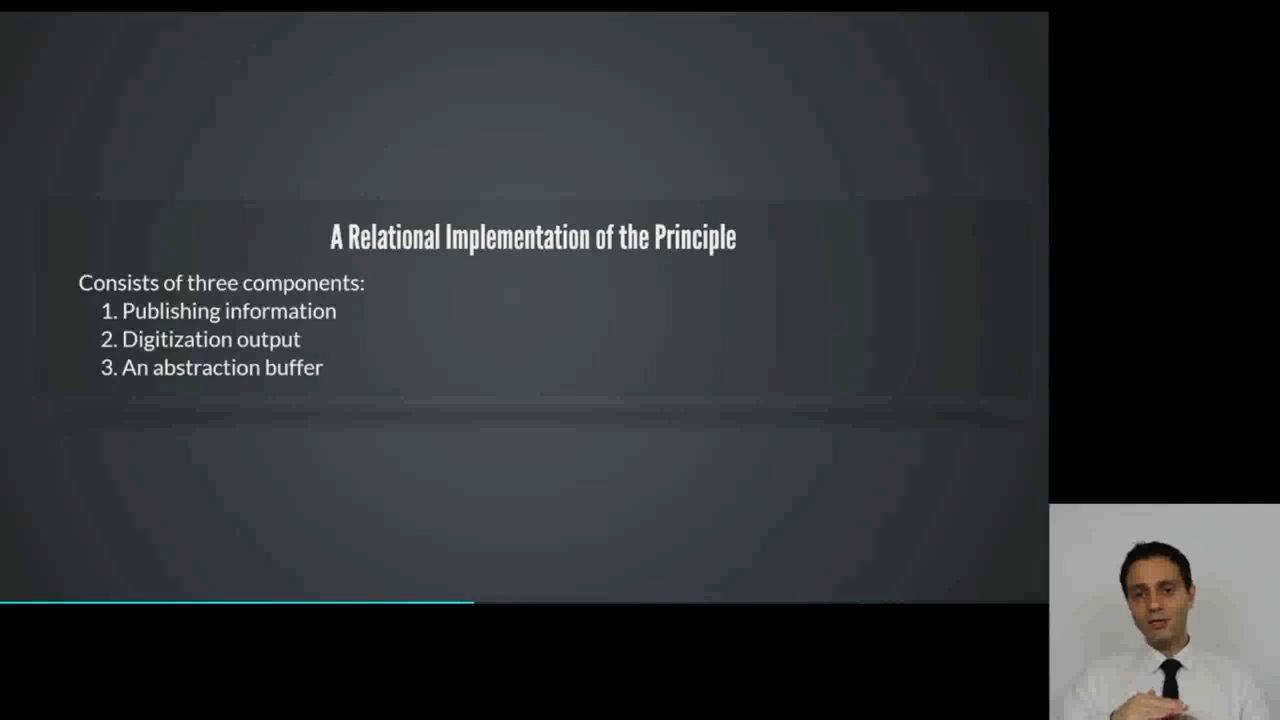 A Relational Implementation of the Principle
Consists of three components:
1. Publishing information
2. Digitization output
3. An abstraction buffer